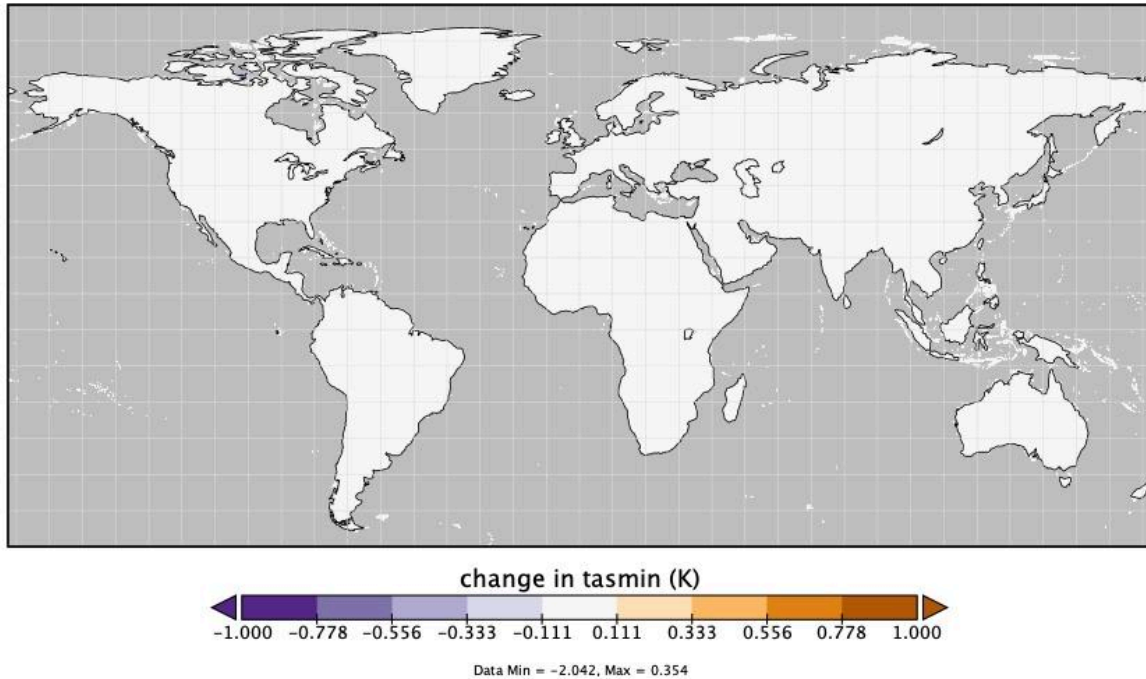 change in tasmin (K)
−1.000 −0.778 −0.556 −0.333 −0.111 0.111 0.333 0.556 0.778 1.000
Data Min = −2.042, Max = 0.354